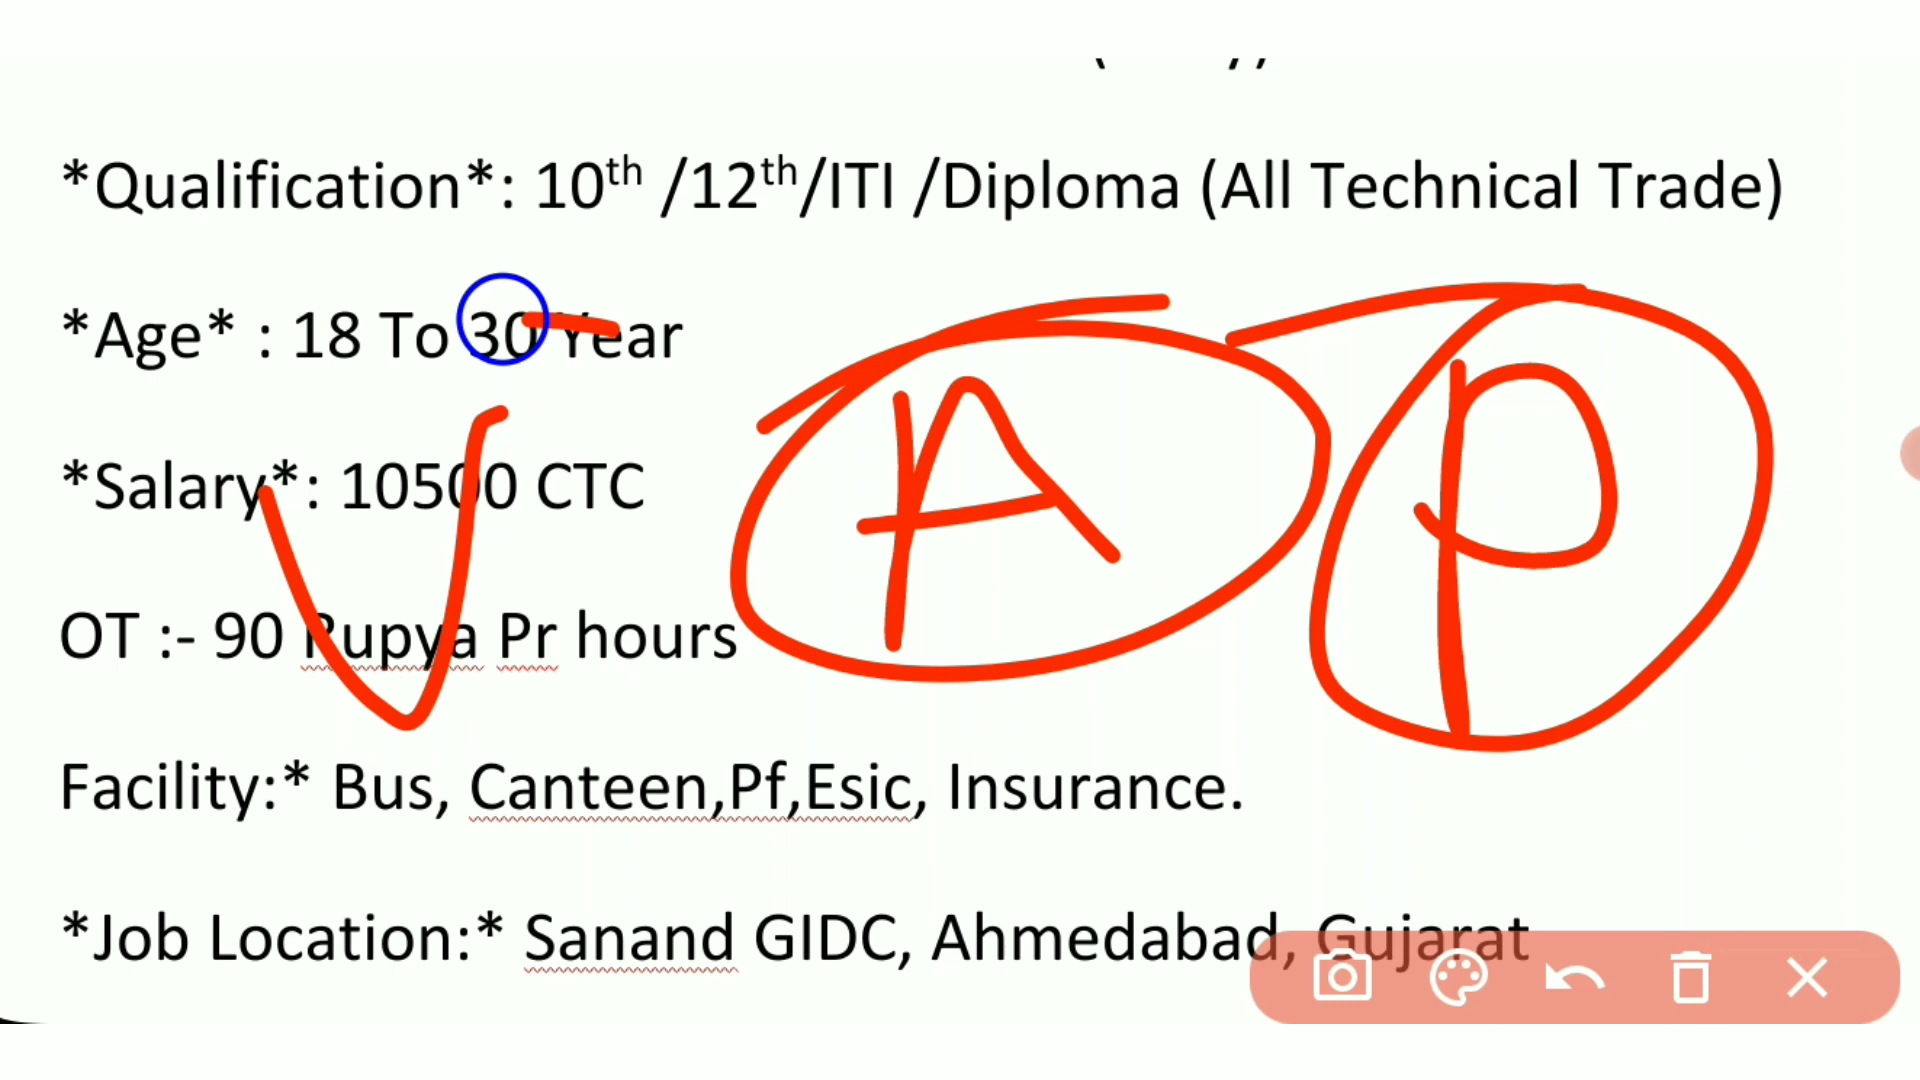 *Qualification*: 10th /12th/ITI /Diploma (All Technical Trade)
*Age* : 18 To 30 Year
*Salary*: 10500 CTC
A P
OT :- 90 Rupya Pr hours
Facility:* Bus, Canteen,Pf,Esic, Insurance.
*Job Location:* Sanand GIDC, Ahmedabad, Gujarat